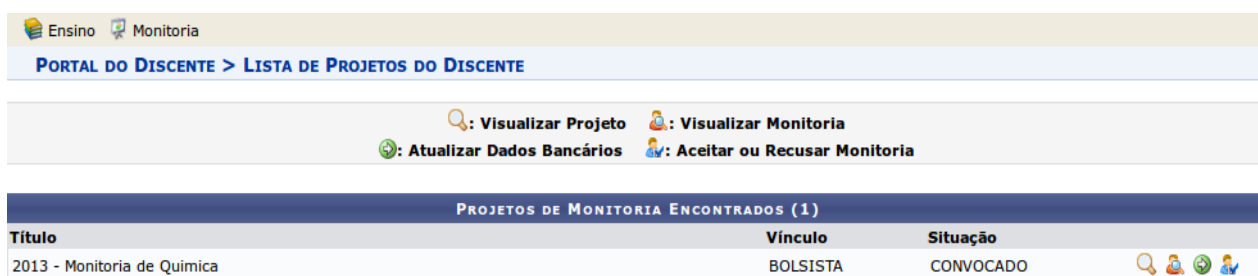 Ensino Monitoria
Portal do Discente > Lista de Projetos do Discente
: Visualizar Projeto : Visualizar Monitoria
: Atualizar Dados Bancários : Aceitar ou Recusar Monitoria
Projetos de Monitoria Encontrados (1)
Título Vínculo Situação
2013 - Monitoria de Quimica BOLSISTA CONVOCADO